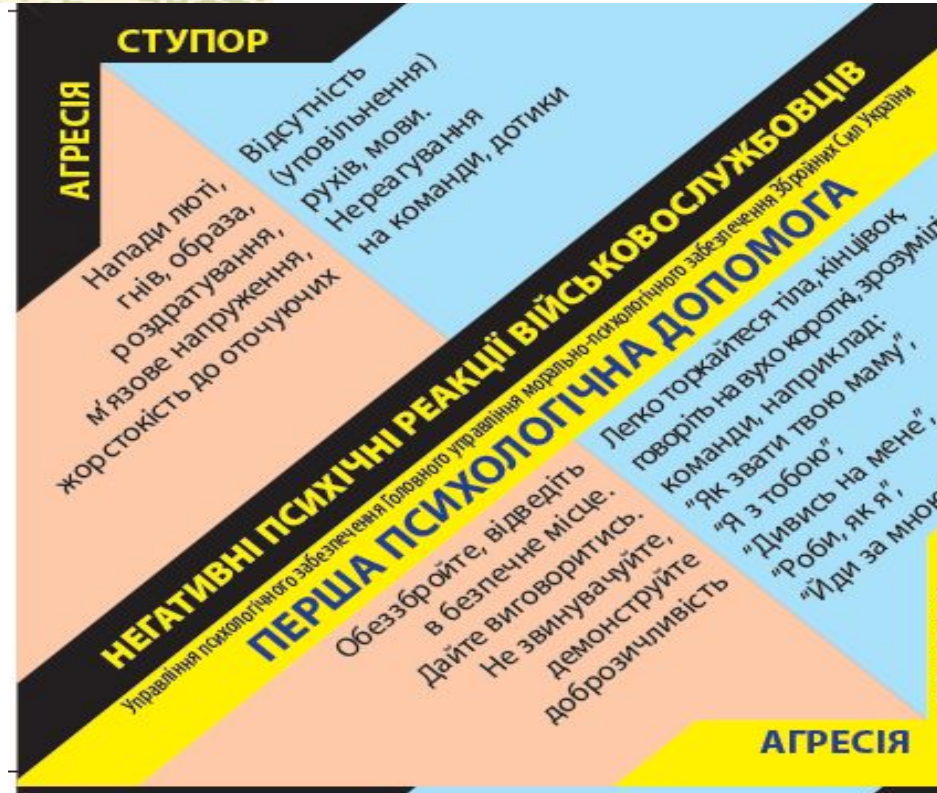 СТУПОР
АГРЕСІЯ
Відсутність
(уповільнення)
рухів, мови.
Нереагування
на команди, дотики
Напади люті,
гнів, образа,
роздратування,
м'язове напруження,
жорстокість до оточуючих
НЕГАТИВНІ ПСИХІЧНІ РЕАКЦІЇ ВІЙСЬКОВОСЛУЖБОВЦІВ
Управління психологічного забезпечення Головного управління морально-психологічного забезпечення Збройних Сил України
ПЕРША ПСИХОЛОГІЧНА ДОПОМОГА
Легко торкайтеся тіла, кінцівок,
говоріть на вухо короткі, зрозумілі
команди, наприклад:
"Як звати твою маму",
"Я з тобою",
"Дивись на мене",
"Роби, як я",
"Йди за мною
Обеззбройте, відведіть
в безпечне місце.
Дайте виговоритись.
Не звинувачуйте,
демонструйте
доброзичливість
АГРЕСІЯ